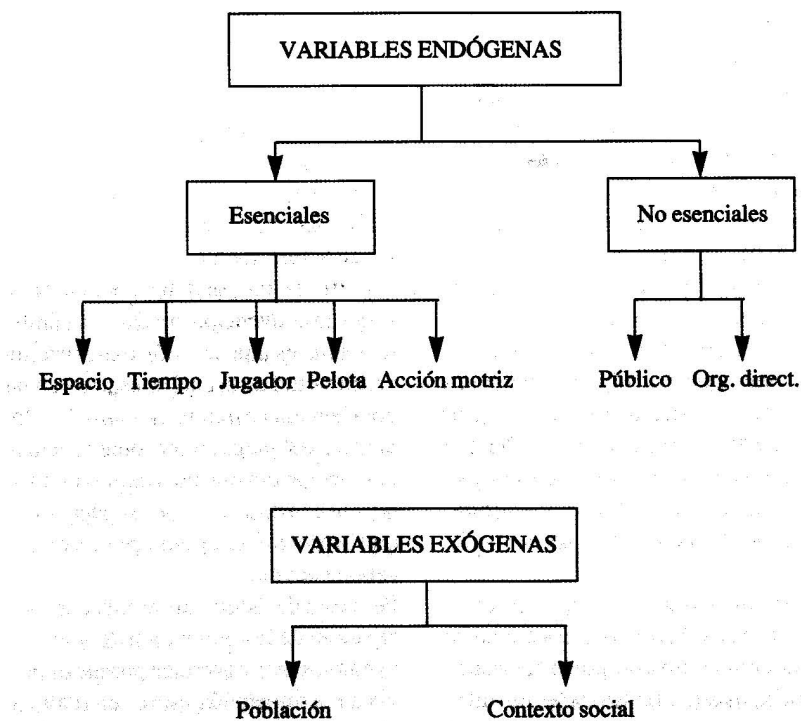 VARIABLES ENDÓGENAS
Esenciales No esenciales
Espacio Tiempo Jugador Pelota Acción motriz Público Org. direct.
VARIABLES EXÓGENAS
Población Contexto social